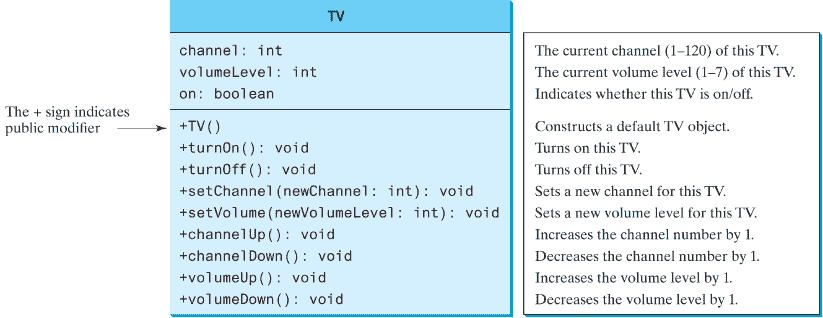 TV
channel: int
volumeLevel: int
on: boolean
The current channel (1–120) of this TV.
The current volume level (1–7) of this TV.
Indicates whether this TV is on/off.
The + sign indicates
public modifier
+TV()
+turnOn(): void
+turnOff(): void
+setChannel(newChannel: int): void
+setVolume(newVolumeLevel: int): void
+channelUp(): void
+channelDown(): void
+volumeUp(): void
+volumeDown(): void
Constructs a default TV object.
Turns on this TV.
Turns off this TV.
Sets a new channel for this TV.
Sets a new volume level for this TV.
Increases the channel number by 1.
Decreases the channel number by 1.
Increases the volume level by 1.
Decreases the volume level by 1.